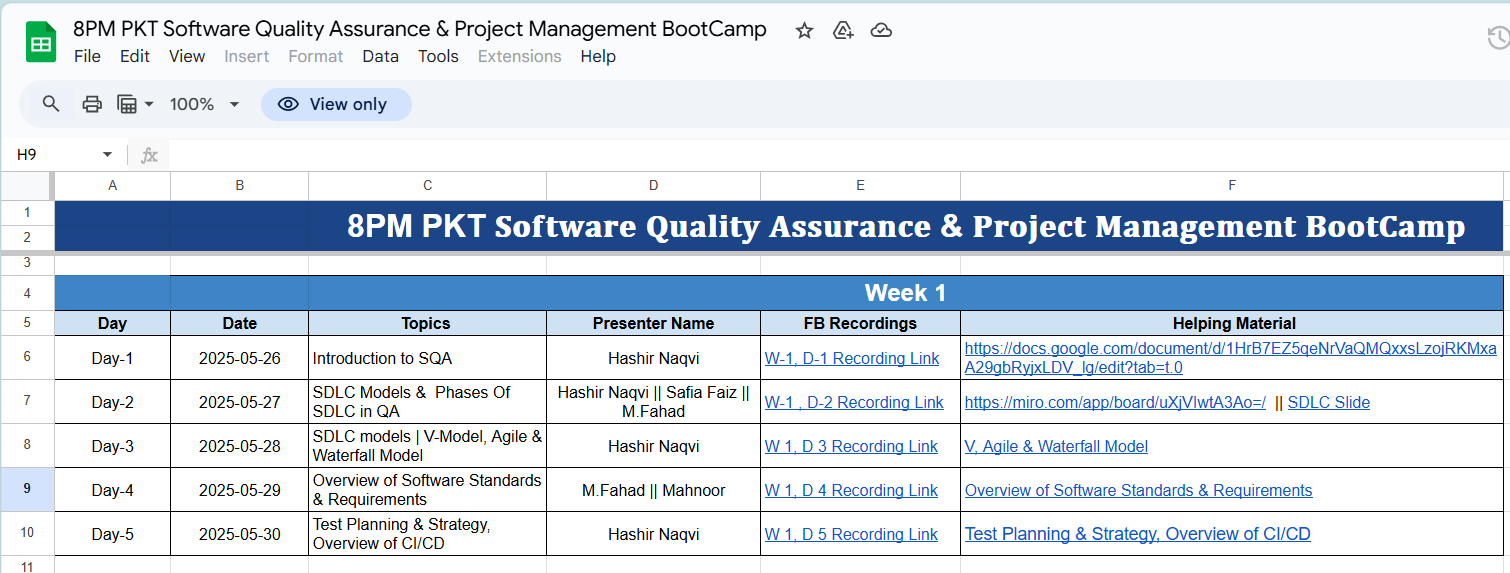 8PM PKT Software Quality Assurance & Project Management BootCamp
File Edit View Insert Format Data Tools Extensions Help
100% View only
H9 fx
A B C D E F
1
8PM PKT Software Quality Assurance & Project Management BootCamp
2
3
4 Week 1
5 Day Date Topics Presenter Name FB Recordings Helping Material
6 Day-1 2025-05-26 Introduction to SQA Hashir Naqvi W-1, D-1 Recording Link https://docs.google.com/document/d/1HrB7EZ5qeNrVaQMQxxsLzojRKMxa
A29gbRyjxLDV_lg/edit?tab=t.0
7 Day-2 2025-05-27 SDLC Models & Phases Of
SDLC in QA Hashir Naqvi || Safia Faiz ||
M.Fahad W-1 , D-2 Recording Link https://miro.com/app/board/uXjVIwtA3Ao=/ || SDLC Slide
8 Day-3 2025-05-28 SDLC models | V-Model, Agile &
Waterfall Model Hashir Naqvi W 1, D 3 Recording Link V, Agile & Waterfall Model
9 Day-4 2025-05-29 Overview of Software Standards
& Requirements M.Fahad || Mahnoor W 1, D 4 Recording Link Overview of Software Standards & Requirements
10 Day-5 2025-05-30 Test Planning & Strategy,
Overview of CI/CD Hashir Naqvi W 1, D 5 Recording Link Test Planning & Strategy, Overview of CI/CD
11